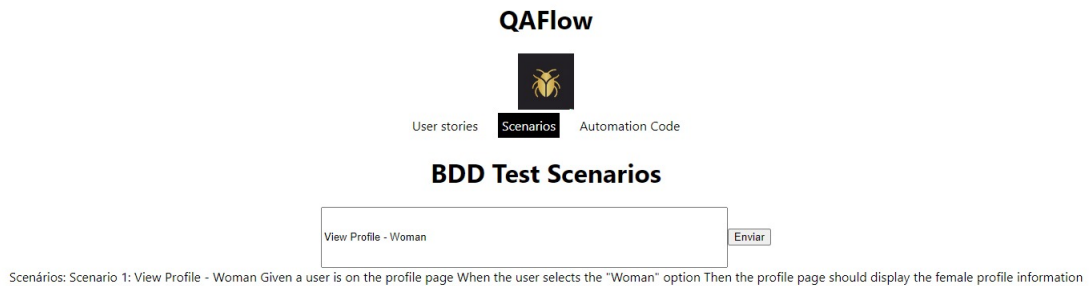 QAFlow
User stories Scenarios Automation Code
BDD Test Scenarios
View Profile - Woman Enviar
Scenários: Scenario 1: View Profile - Woman Given a user is on the profile page When the user selects the "Woman" option Then the profile page should display the female profile information